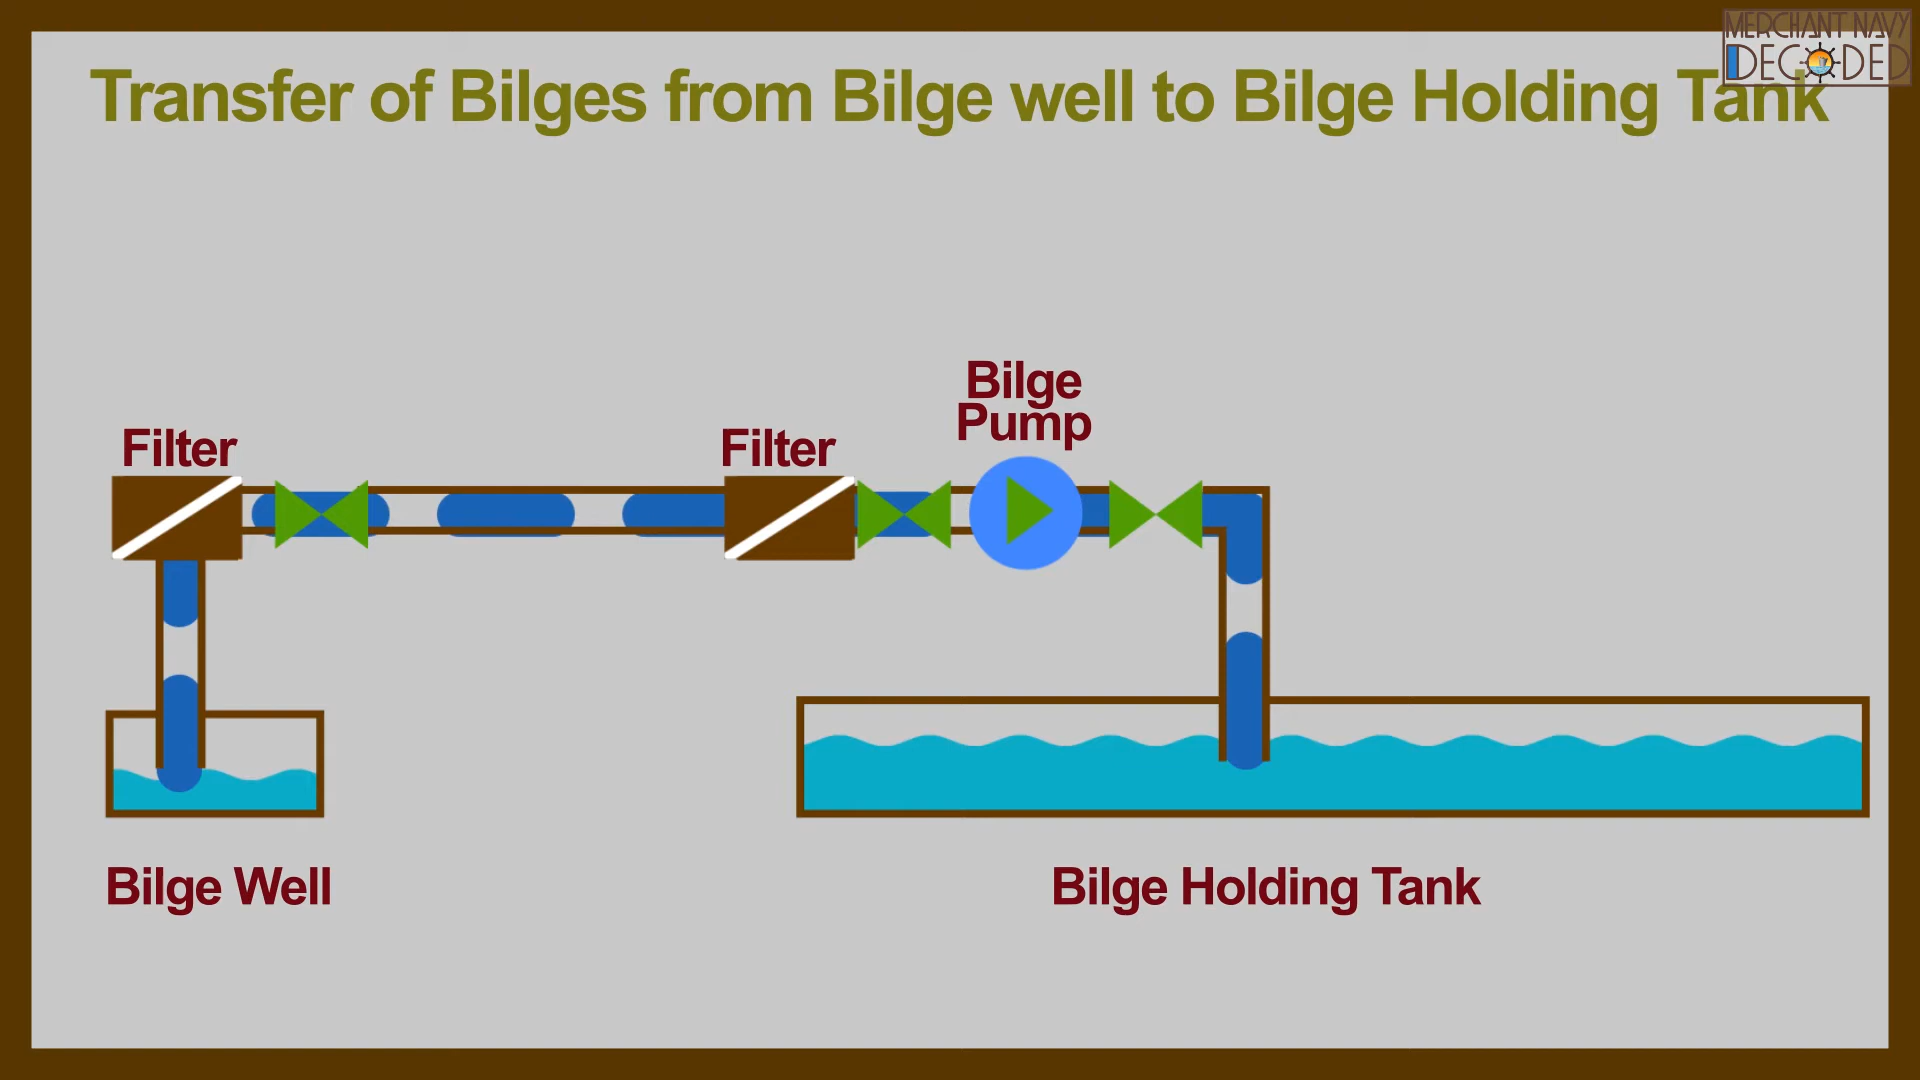 MERCHANT NAVY
DECODED
Transfer of Bilges from Bilge well to Bilge Holding Tank
Bilge
Pump
Filter
Filter
Bilge Well
Bilge Holding Tank